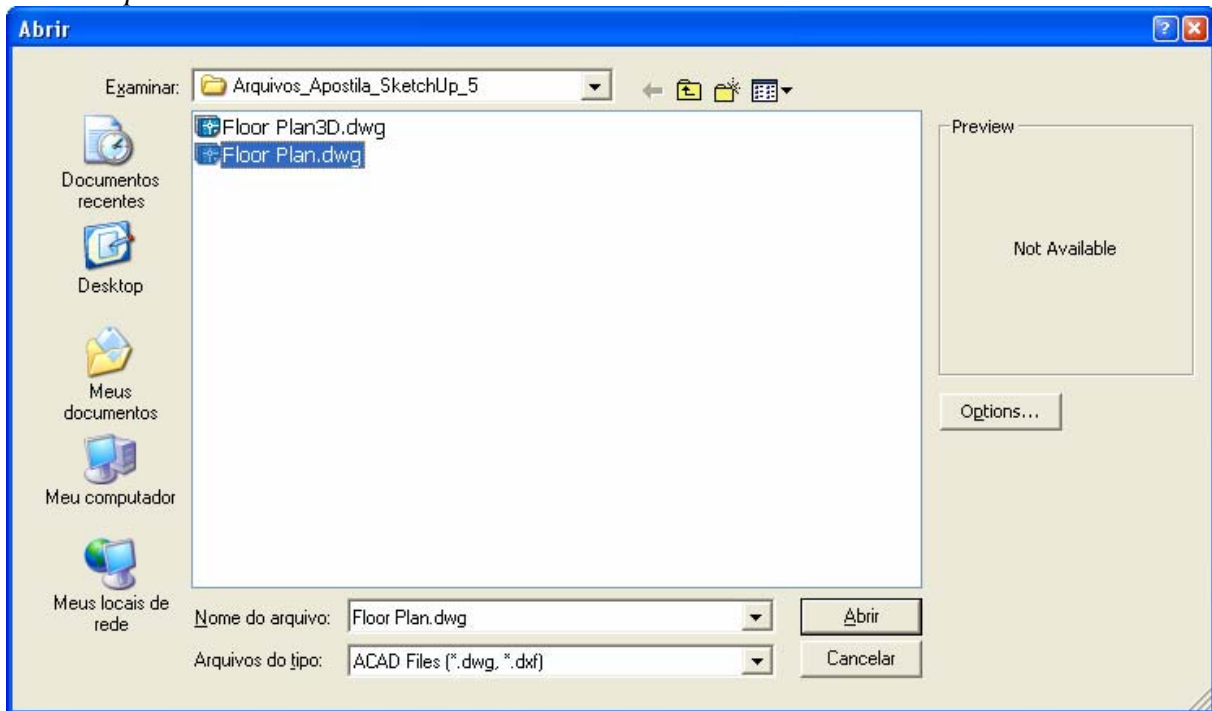 Abrir
Examinar:
Arquivos_Apostila_SketchUp_5
Floor Plan3D.dwg
Floor Plan.dwg
Documentos
recentes
Desktop
Meus
documentos
Meu computador
Meus locais de
rede
Preview
Not Available
Options...
Nome do arquivo:
Floor Plan.dwg
Abrir
Arquivos do tipo:
ACAD Files (*.dwg, *.dxf)
Cancelar